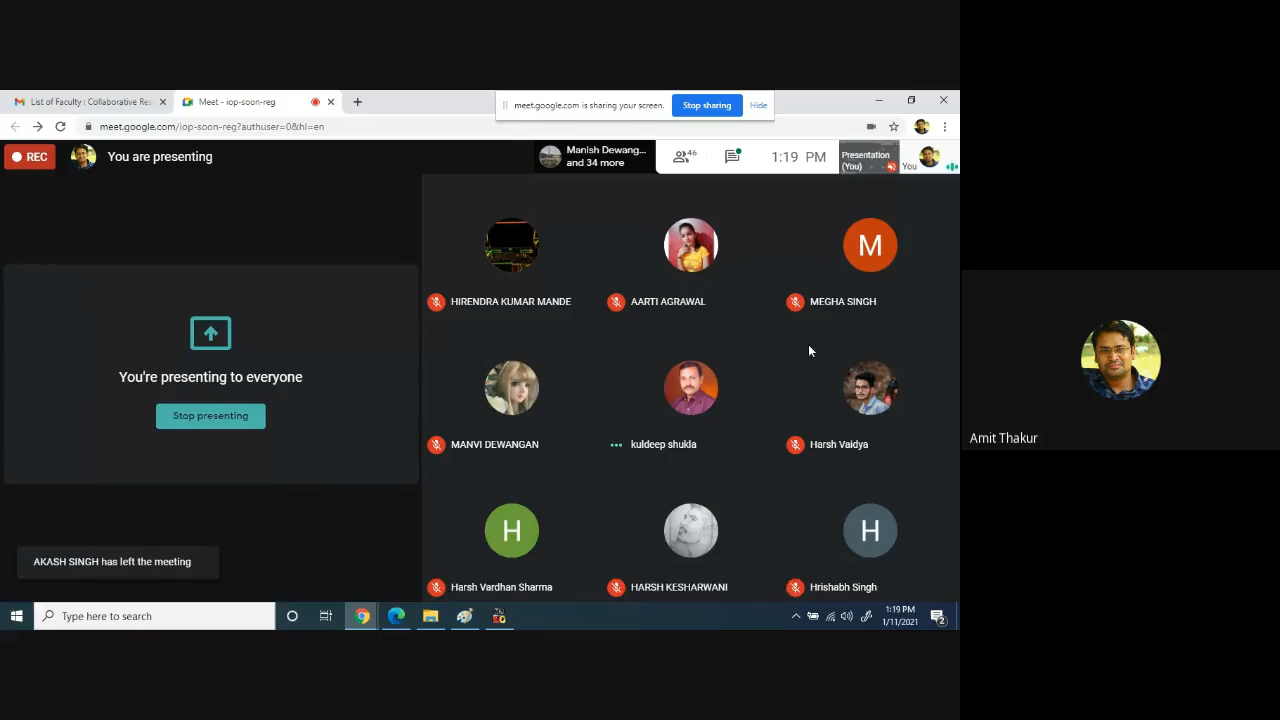 List of Faculty : Collaborative Res
Meet - iop-soon-reg
meet.google.com is sharing your screen.
Stop sharing
Hide
meet.google.com/iop-soon-reg?authuser=0&hl=en
REC
You are presenting
Manish Dewang...
and 34 more
46
1:19 PM
Presentation
(You)
You
HIRENDRA KUMAR MANDE
AARTI AGRAWAL
M
MEGHA SINGH
You're presenting to everyone
Stop presenting
MANVI DEWANGAN
kuldeep shukla
Harsh Vaidya
Amit Thakur
AKASH SINGH has left the meeting
H
Harsh Vardhan Sharma
HARSH KESHARWANI
H
Hrishabh Singh
Type here to search
1:19 PM
1/11/2021
2